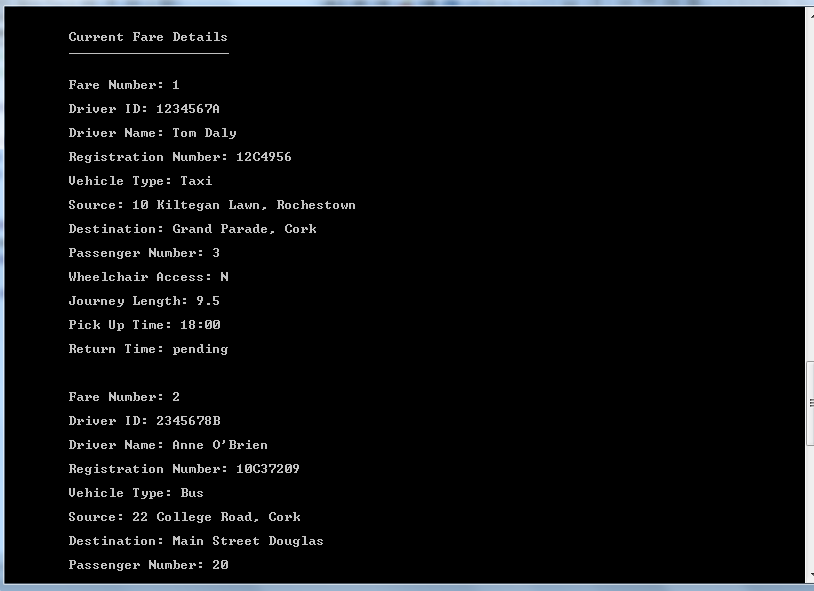 Current Fare Details
Fare Number: 1
Driver ID: 1234567A
Driver Name: Tom Daly
Registration Number: 12C4956
Vehicle Type: Taxi
Source: 10 Kiltegan Lawn, Rochestown
Destination: Grand Parade, Cork
Passenger Number: 3
Wheelchair Access: N
Journey Length: 9.5
Pick Up Time: 18:00
Return Time: pending
Fare Number: 2
Driver ID: 2345678B
Driver Name: Anne O'Brien
Registration Number: 10C37209
Vehicle Type: Bus
Source: 22 College Road, Cork
Destination: Main Street Douglas
Passenger Number: 20